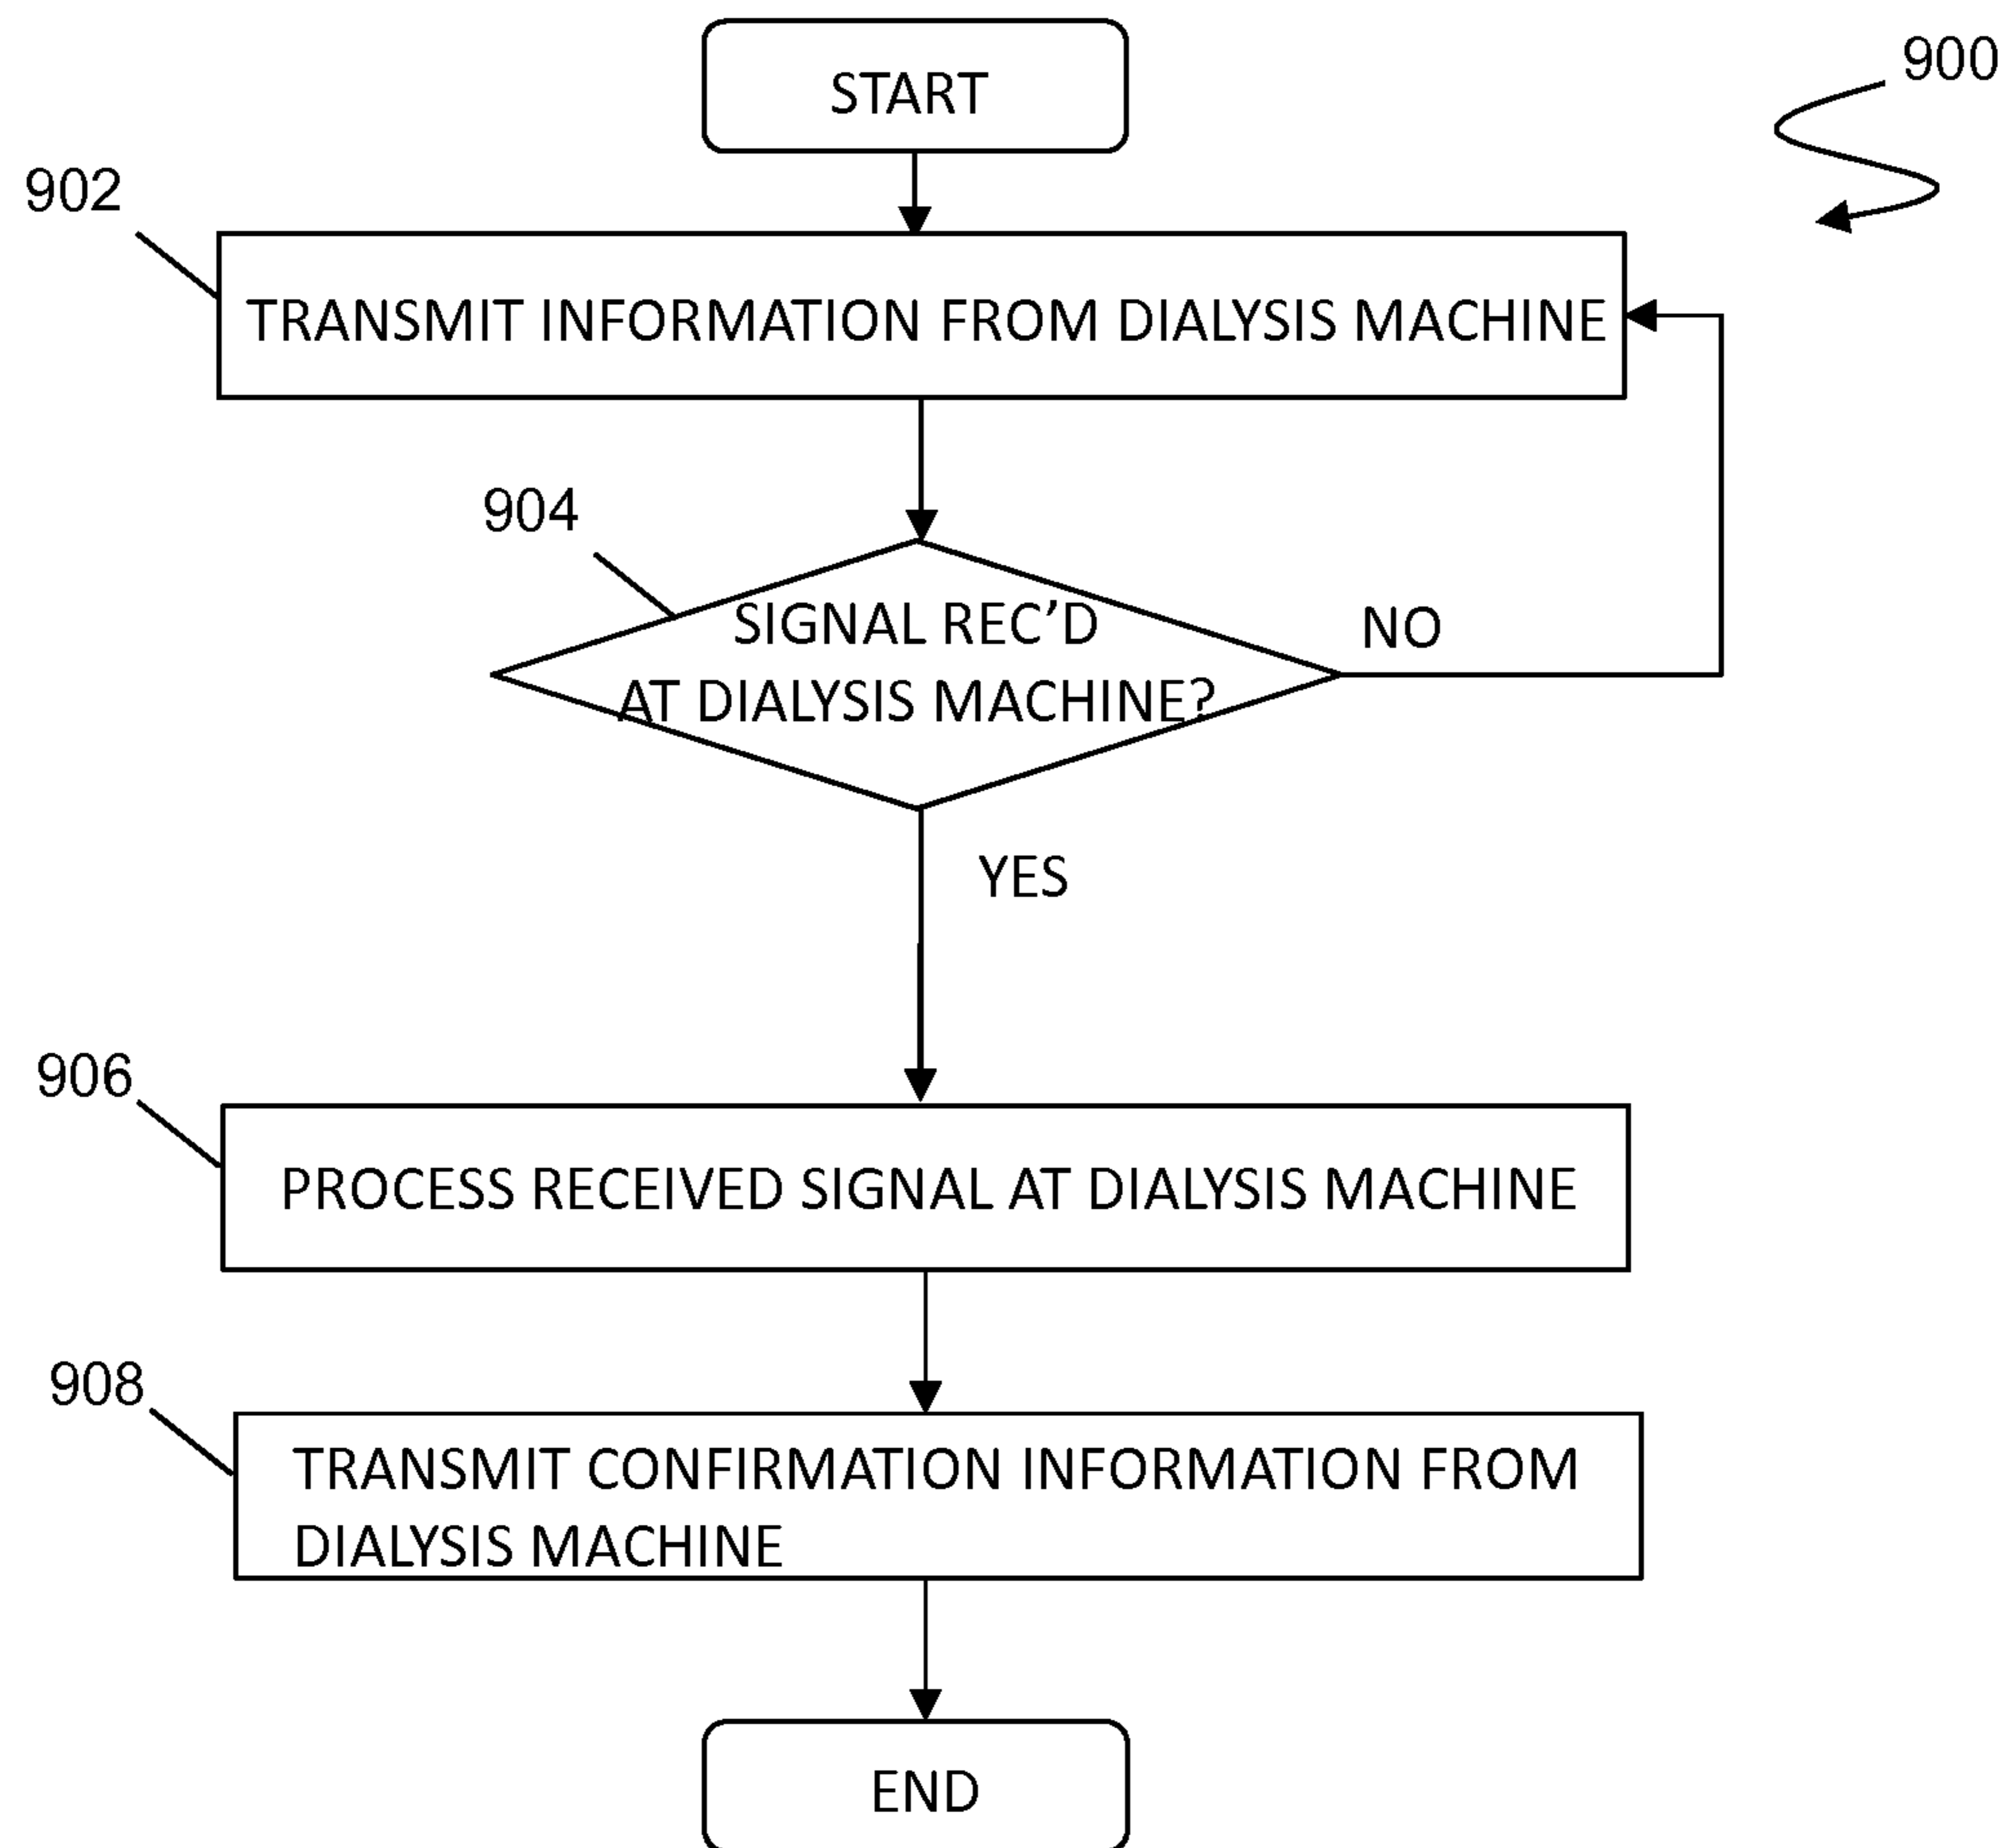 START
900
902
TRANSMIT INFORMATION FROM DIALYSIS MACHINE
904
SIGNAL REC’D
AT DIALYSIS MACHINE?
NO
YES
906
PROCESS RECEIVED SIGNAL AT DIALYSIS MACHINE
908
TRANSMIT CONFIRMATION INFORMATION FROM
DIALYSIS MACHINE
END